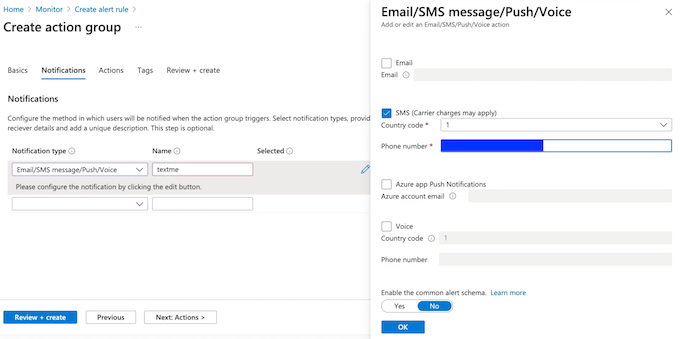 Home > Monitor > Create alert rule >
Create action group
Basics Notifications Actions Tags Review + create
Notifications
Configure the method in which users will be notified when the action group triggers. Select notification types, provid
reciever details and add a unique description. This step is optional.
Notification type Name Selected
Email/SMS message/Push/Voice textme
Please configure the notification by clicking the edit button.
Review + create Previous Next: Actions >
Email/SMS message/Push/Voice
Add or edit an Email/SMS/Push/Voice action
Email
Email
SMS (Carrier charges may apply)
Country code * 1
Phone number *
Azure app Push Notifications
Azure account email
Voice
Country code 1
Phone number
Enable the common alert schema. Learn more
Yes No
OK